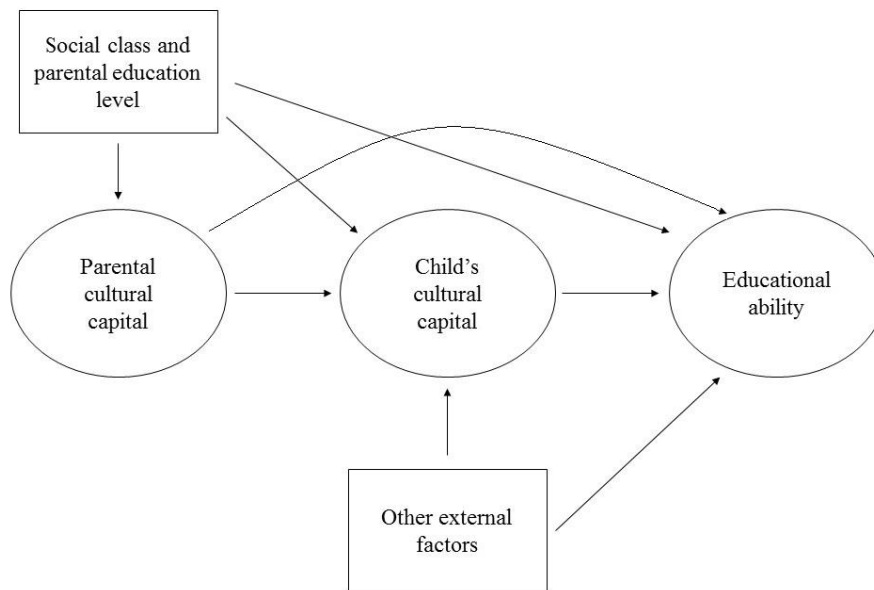 Social class and
parental education
level
Parental
cultural
capital
Child’s
cultural
capital
Educational
ability
Other external
factors